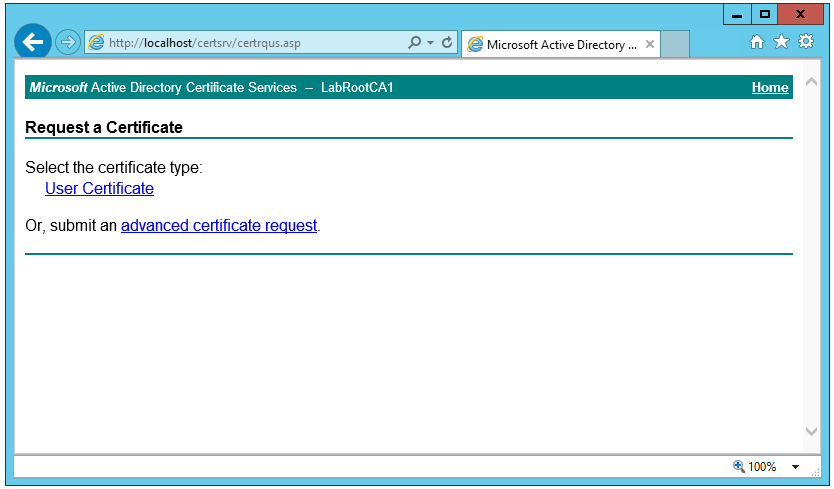 http://localhost/certsrv/certrqus.asp
Microsoft Active Directory ...
Microsoft Active Directory Certificate Services -- LabRootCA1 Home
Request a Certificate
Select the certificate type:
User Certificate
Or, submit an advanced certificate request.
100%